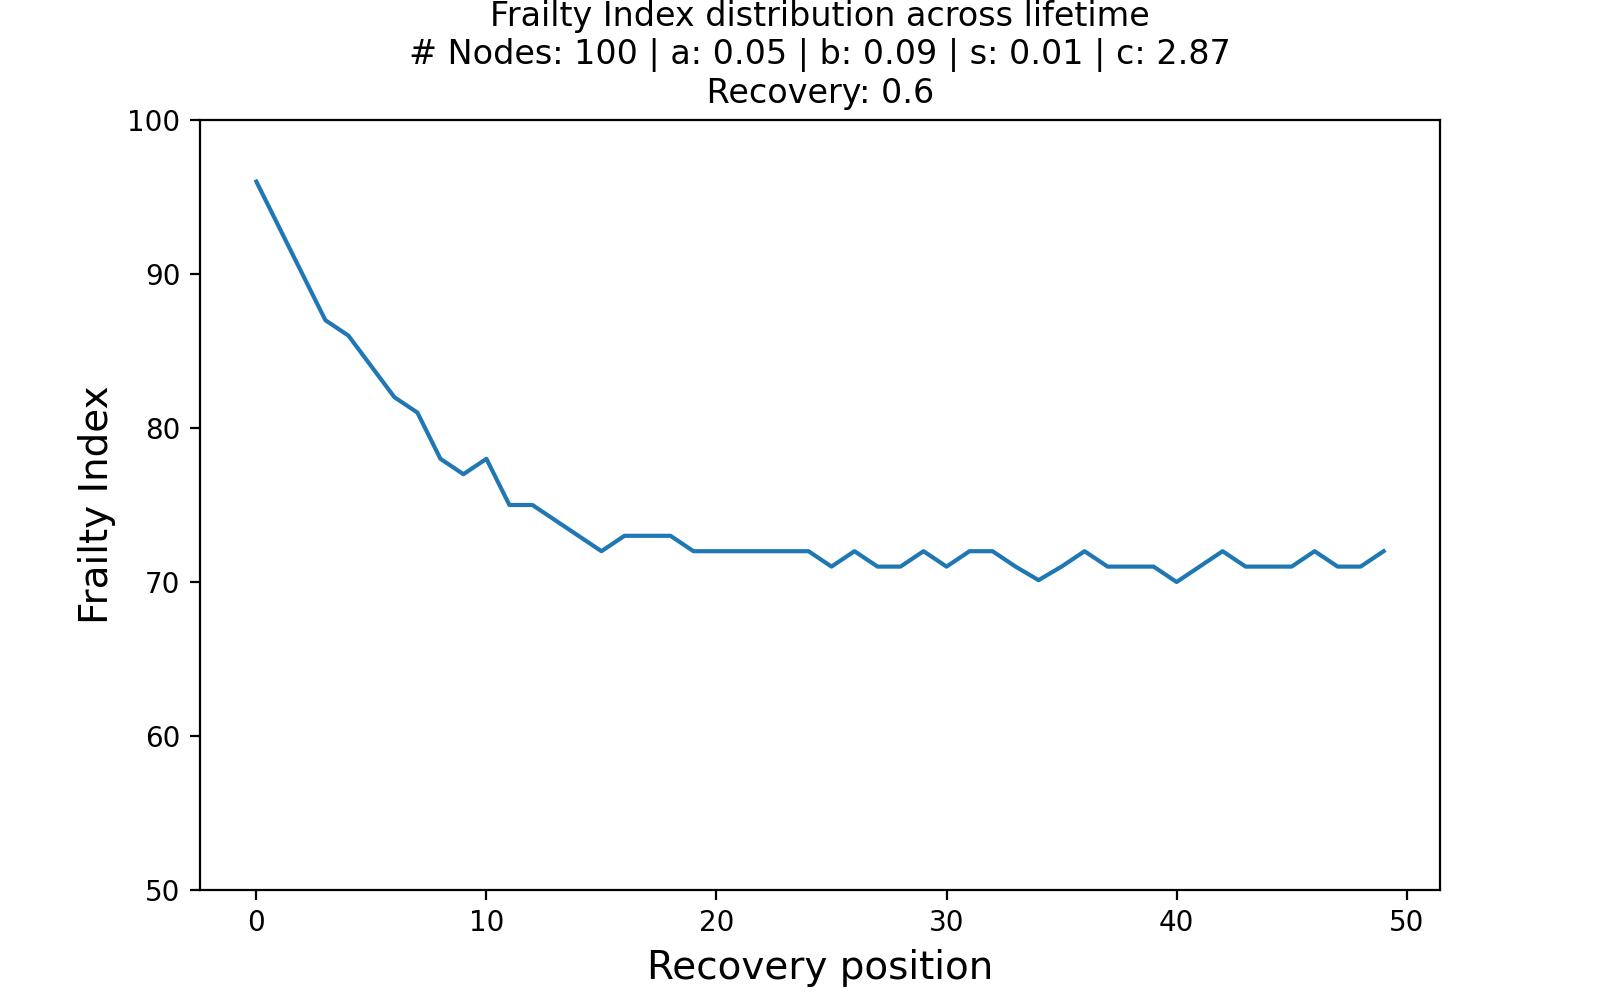 Frailty Index distribution across lifetime
# Nodes: 100 | a: 0.05 | b: 0.09 | s: 0.01 | c: 2.87
Recovery: 0.6
100
90
80
70
60
50
Frailty Index
0 10 20 30 40 50
Recovery position